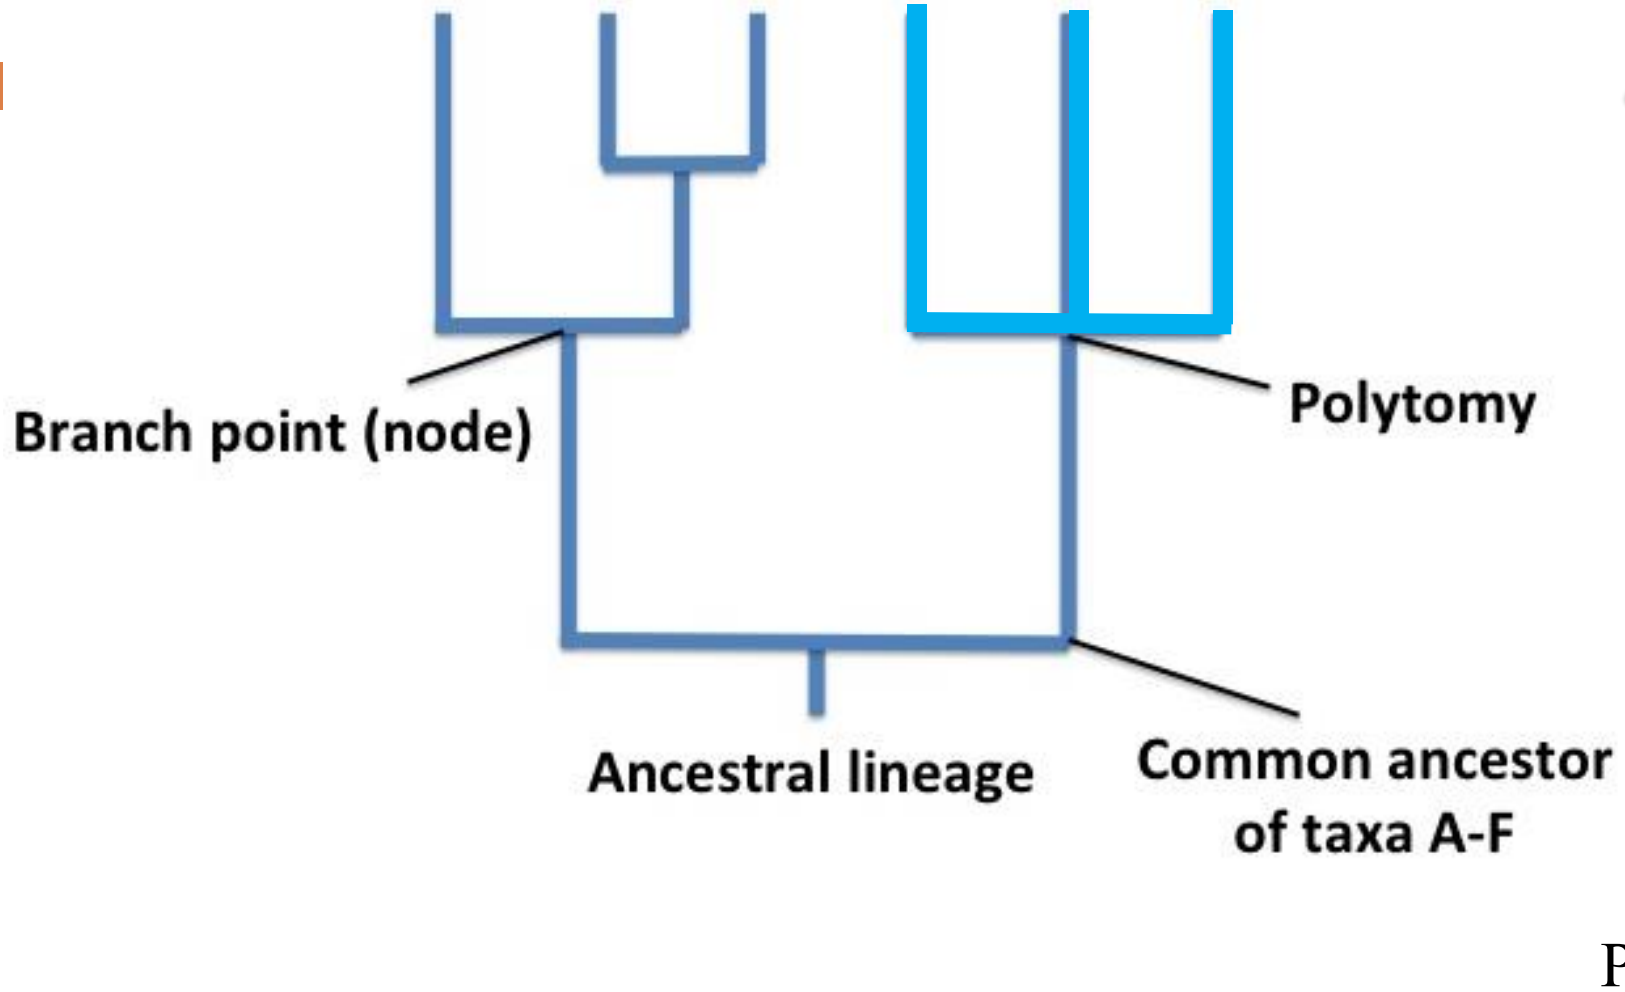 Branch point (node)
Polytomy
Ancestral lineage
Common ancestor
of taxa A-F
P